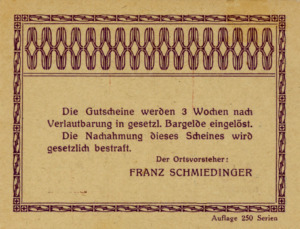 Die Gutscheine werden 3 Wochen nach
Verlautbarung in gesetzl. Bargelde eingelöst.
Die Nachahmung dieses Scheines wird
gesetzlich bestraft.
Der Ortsvorsteher:
FRANZ SCHMIEDINGER
Auflage 250 Serien